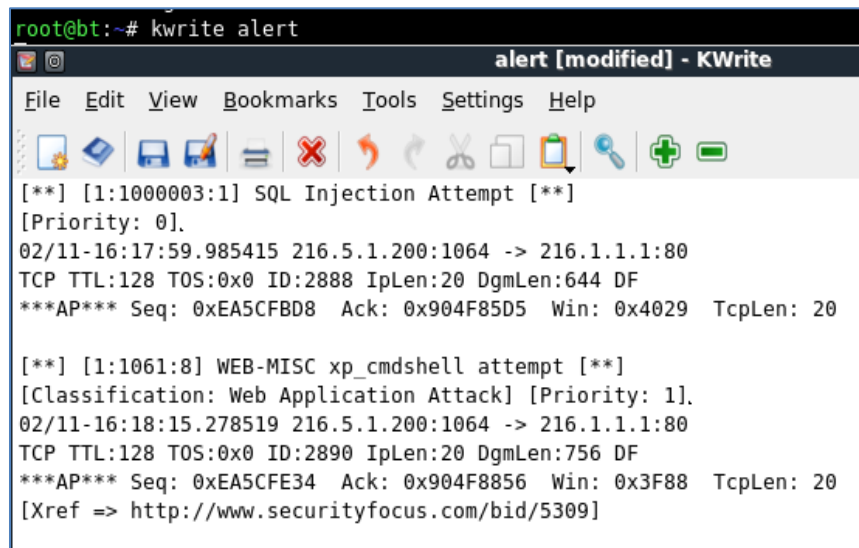 root@bt:~# kwrite alert
alert [modified] - KWrite
File Edit View Bookmarks Tools Settings Help
[**] [1:1000003:1] SQL Injection Attempt [**]
[Priority: 0].
02/11-16:17:59.985415 216.5.1.200:1064 -> 216.1.1.1:80
TCP TTL:128 TOS:0x0 ID:2888 IpLen:20 DgmLen:644 DF
***AP*** Seq: 0xEA5CFBD8 Ack: 0x904F85D5 Win: 0x4029 TcpLen: 20
[**] [1:1061:8] WEB-MISC xp_cmdshell attempt [**]
[Classification: Web Application Attack] [Priority: 1].
02/11-16:18:15.278519 216.5.1.200:1064 -> 216.1.1.1:80
TCP TTL:128 TOS:0x0 ID:2890 IpLen:20 DgmLen:756 DF
***AP*** Seq: 0xEA5CFE34 Ack: 0x904F8856 Win: 0x3F88 TcpLen: 20
[Xref => http://www.securityfocus.com/bid/5309]